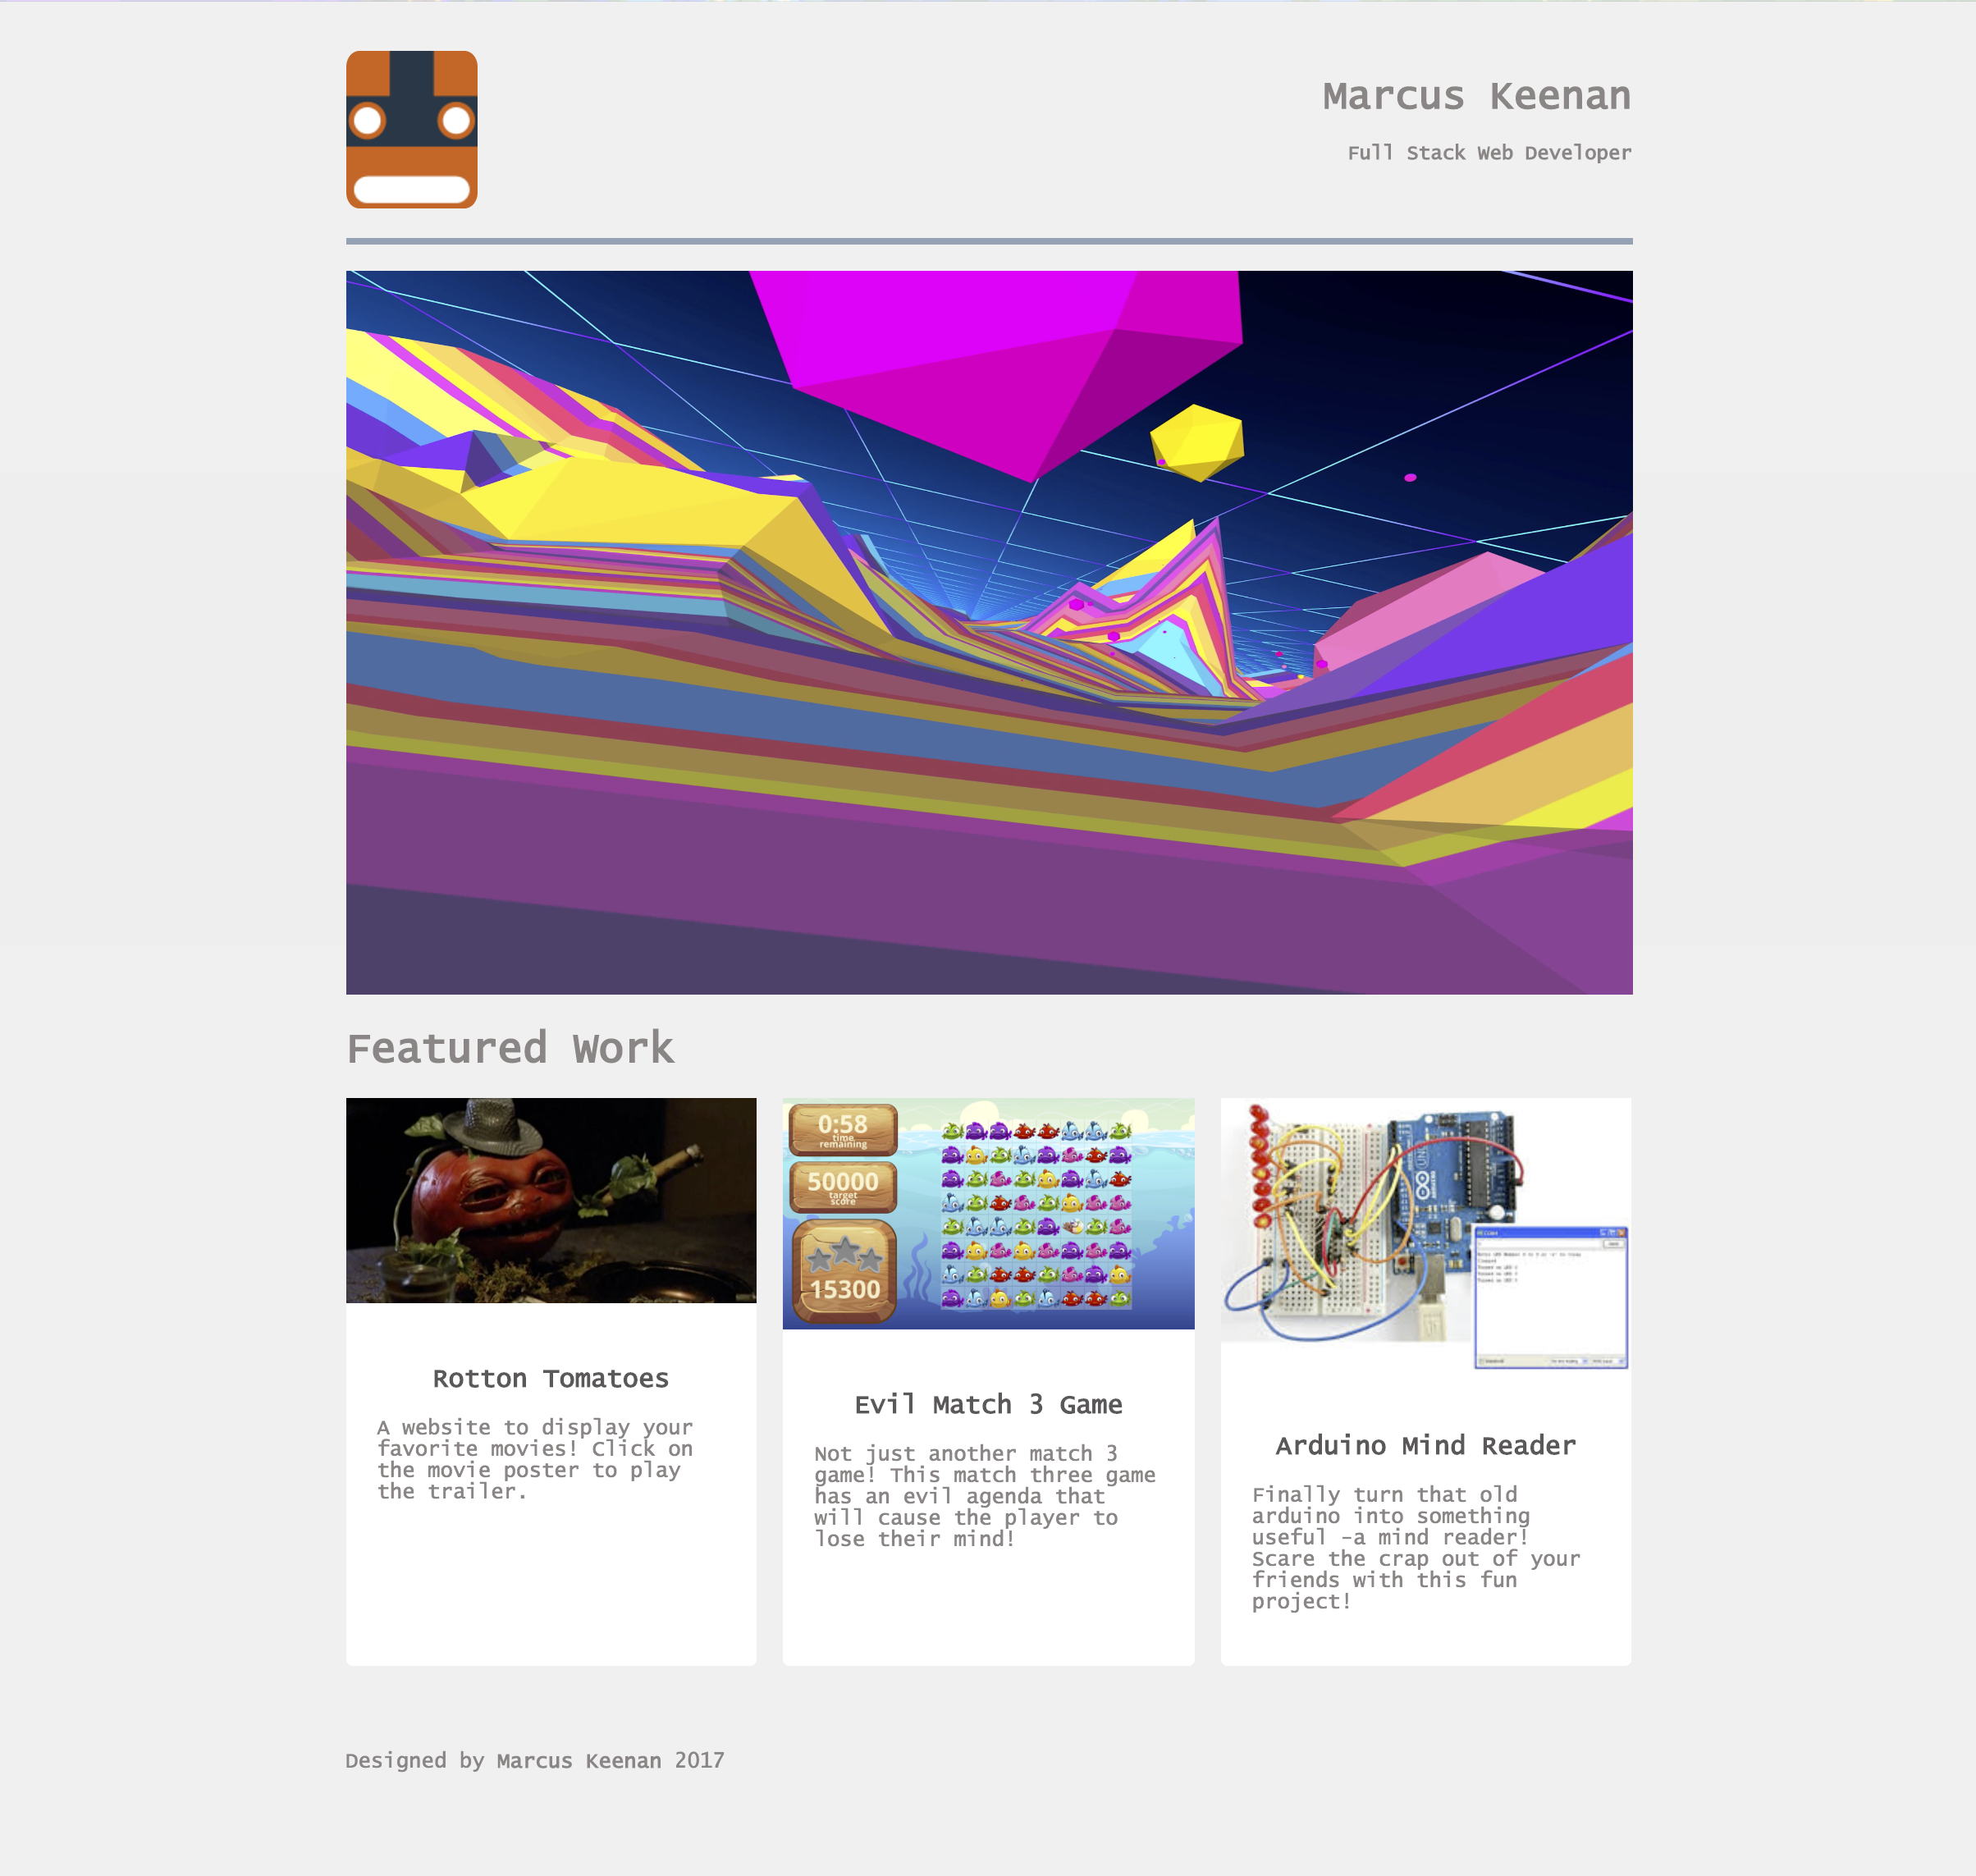 Marcus Keenan
Full Stack Web Developer
Featured Work
0:58
time
remaining
50000
target
score
15300
ARDUINO
Rotton Tomatoes
A website to display your
favorite movies! Click on
the movie poster to play
the trailer.
Evil Match 3 Game
Not just another match 3
game! This match three game
has an evil agenda that
will cause the player to
lose their mind!
Arduino Mind Reader
Finally turn that old
arduino into something
useful -a mind reader!
Scare the crap out of your
friends with this fun
project!
Designed by Marcus Keenan 2017